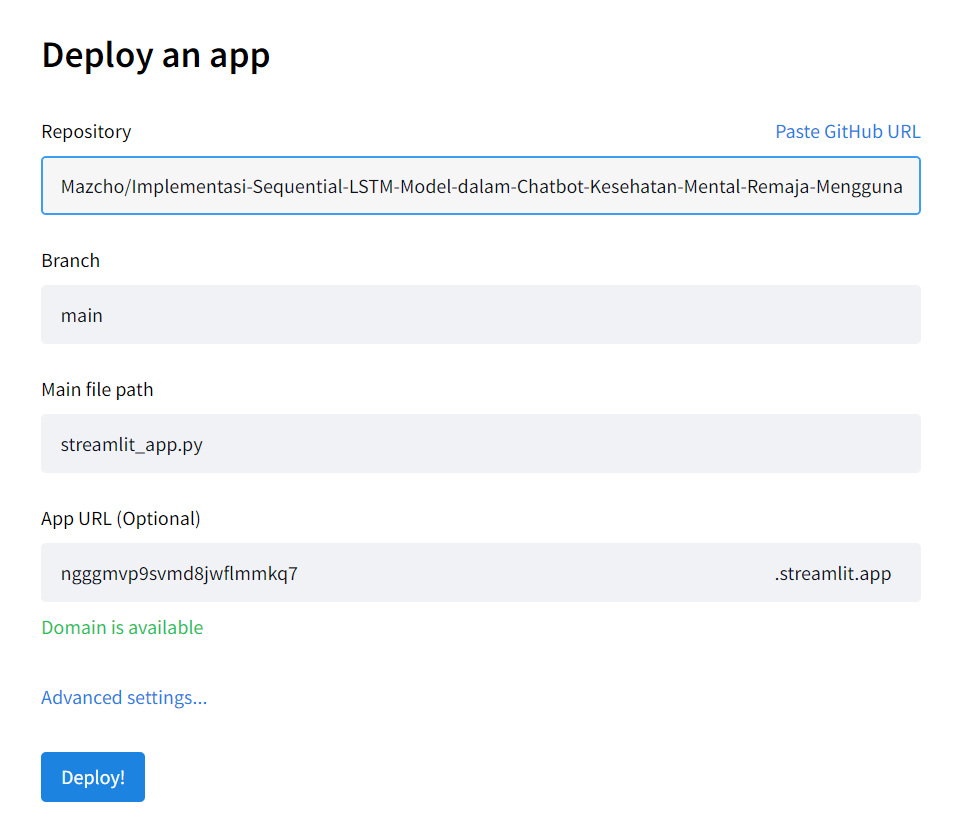 Deploy an app
Repository
Paste GitHub URL
Mazcho/Implementasi-Sequential-LSTM-Model-dalam-Chatbot-Kesehatan-Mental-Remaja-Mengguna
Branch
main
Main file path
streamlit_app.py
App URL (Optional)
ngggmvp9svmd8jwflmmkq7 .streamlit.app
Domain is available
Advanced settings...
Deploy!